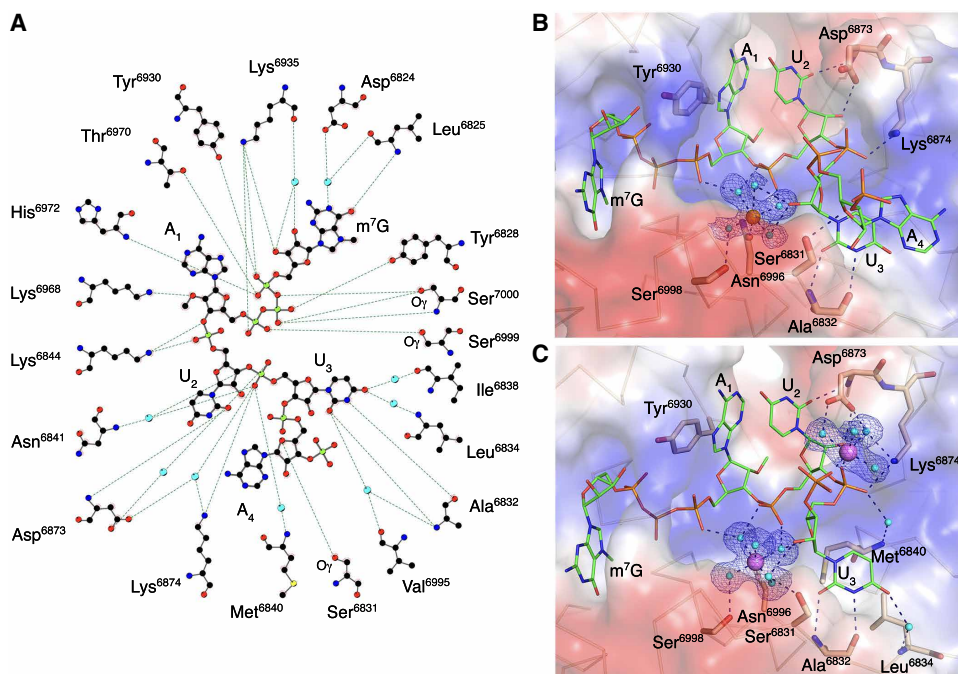 A
Lys⁶⁹³⁵
Tyr⁶⁹³⁰
Asp⁶⁸²⁴
Thr⁶⁹⁷⁰
Leu⁶⁸²⁵
His⁶⁹⁷²
A₁
m⁷G
Tyr⁶⁸²⁸
Lys⁶⁹⁶⁸
Oγ
Ser⁷⁰⁰⁰
Oγ
Ser⁶⁹⁹⁹
Lys⁶⁸⁴⁴
U₂
U₃
Ile⁶⁸³⁸
Asn⁶⁸⁴¹
Leu⁶⁸³⁴
A₄
Ala⁶⁸³²
Asp⁶⁸⁷³
Oγ
Val⁶⁹⁹⁵
Lys⁶⁸⁷⁴
Met⁶⁸⁴⁰
Ser⁶⁸³¹
B
Asp⁶⁸⁷³
A₁
U₂
Tyr⁶⁹³⁰
Lys⁶⁸⁷⁴
m⁷G
A₄
Ser⁶⁸³¹
U₃
Asn⁶⁹⁹⁶
Ser⁶⁹⁹⁸
Ala⁶⁸³²
C
Asp⁶⁸⁷³
A₁
U₂
Tyr⁶⁹³⁰
Lys⁶⁸⁷⁴
Met⁶⁸⁴⁰
m⁷G
U₃
Asn⁶⁹⁹⁶
Ser⁶⁹⁹⁸
Ser⁶⁸³¹
Ala⁶⁸³²
Leu⁶⁸³⁴